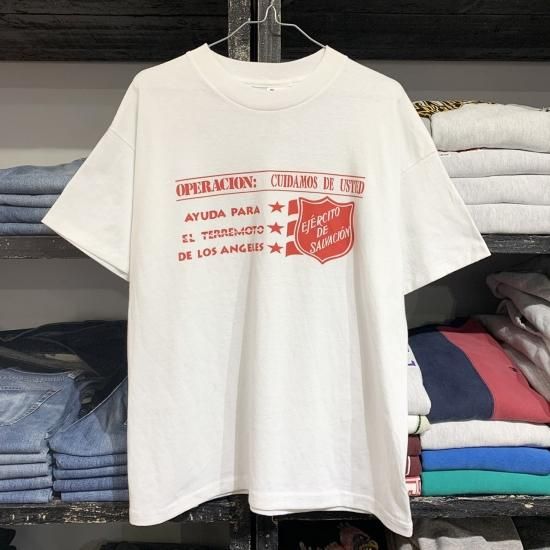 OPERACION: CUIDAMOS DE USTED
AYUDA PARA
EL TERREMOTO
DE LOS ANGELES
EJÉRCITO
DE
SALVACIÓN